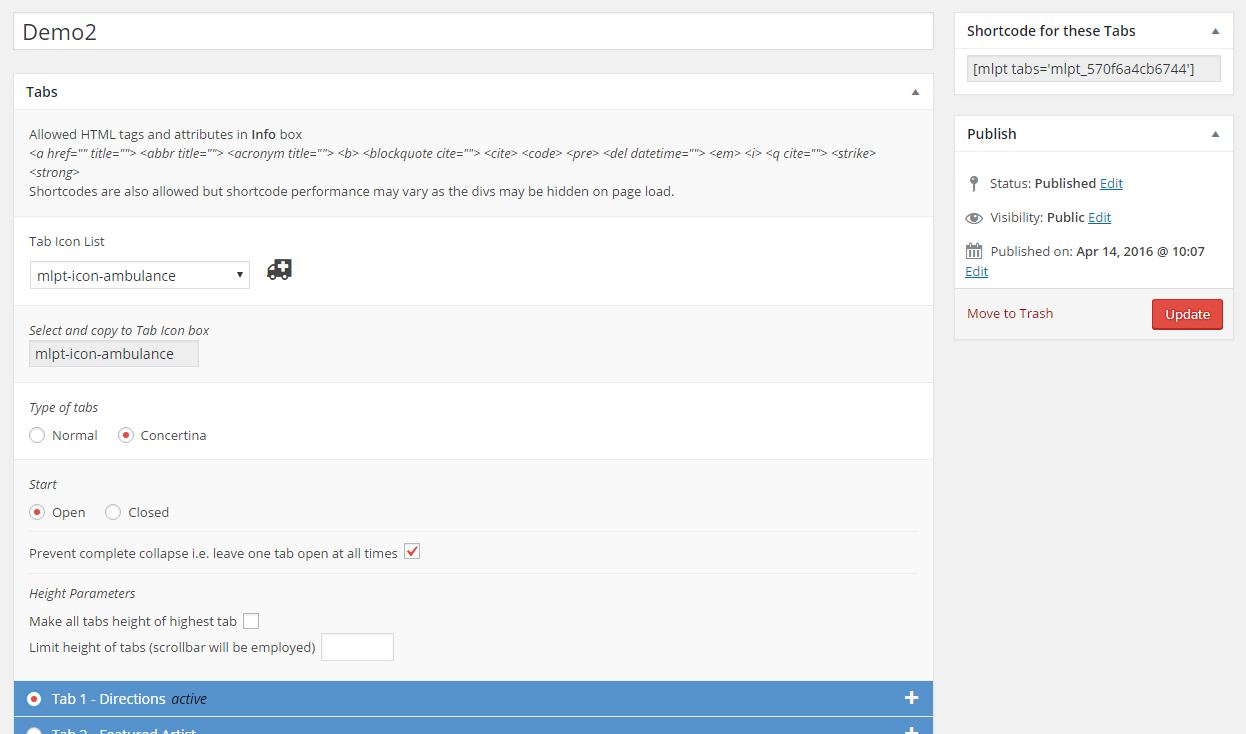 Demo2
Tabs
Allowed HTML tags and attributes in Info box
<a href="" title=""> <abbr title=""> <acronym title=""> <b> <blockquote cite=""> <cite> <code> <pre> <del datetime=""> <em> <i> <q cite=""> <strike>
<strong>
Shortcodes are also allowed but shortcode performance may vary as the divs may be hidden on page load.
Tab Icon List
mlpt-icon-ambulance
Select and copy to Tab Icon box
mlpt-icon-ambulance
Type of tabs
Normal Concertina
Start
Open Closed
Prevent complete collapse i.e. leave one tab open at all times
Height Parameters
Make all tabs height of highest tab
Limit height of tabs (scrollbar will be employed)
Tab 1 - Directions active
Tab 2 - Featured Artist
Shortcode for these Tabs
[mlpt tabs='mlpt_570f6a4cb6744']
Publish
Status: Published Edit
Visibility: Public Edit
Published on: Apr 14, 2016 @ 10:07
Edit
Move to Trash
Update